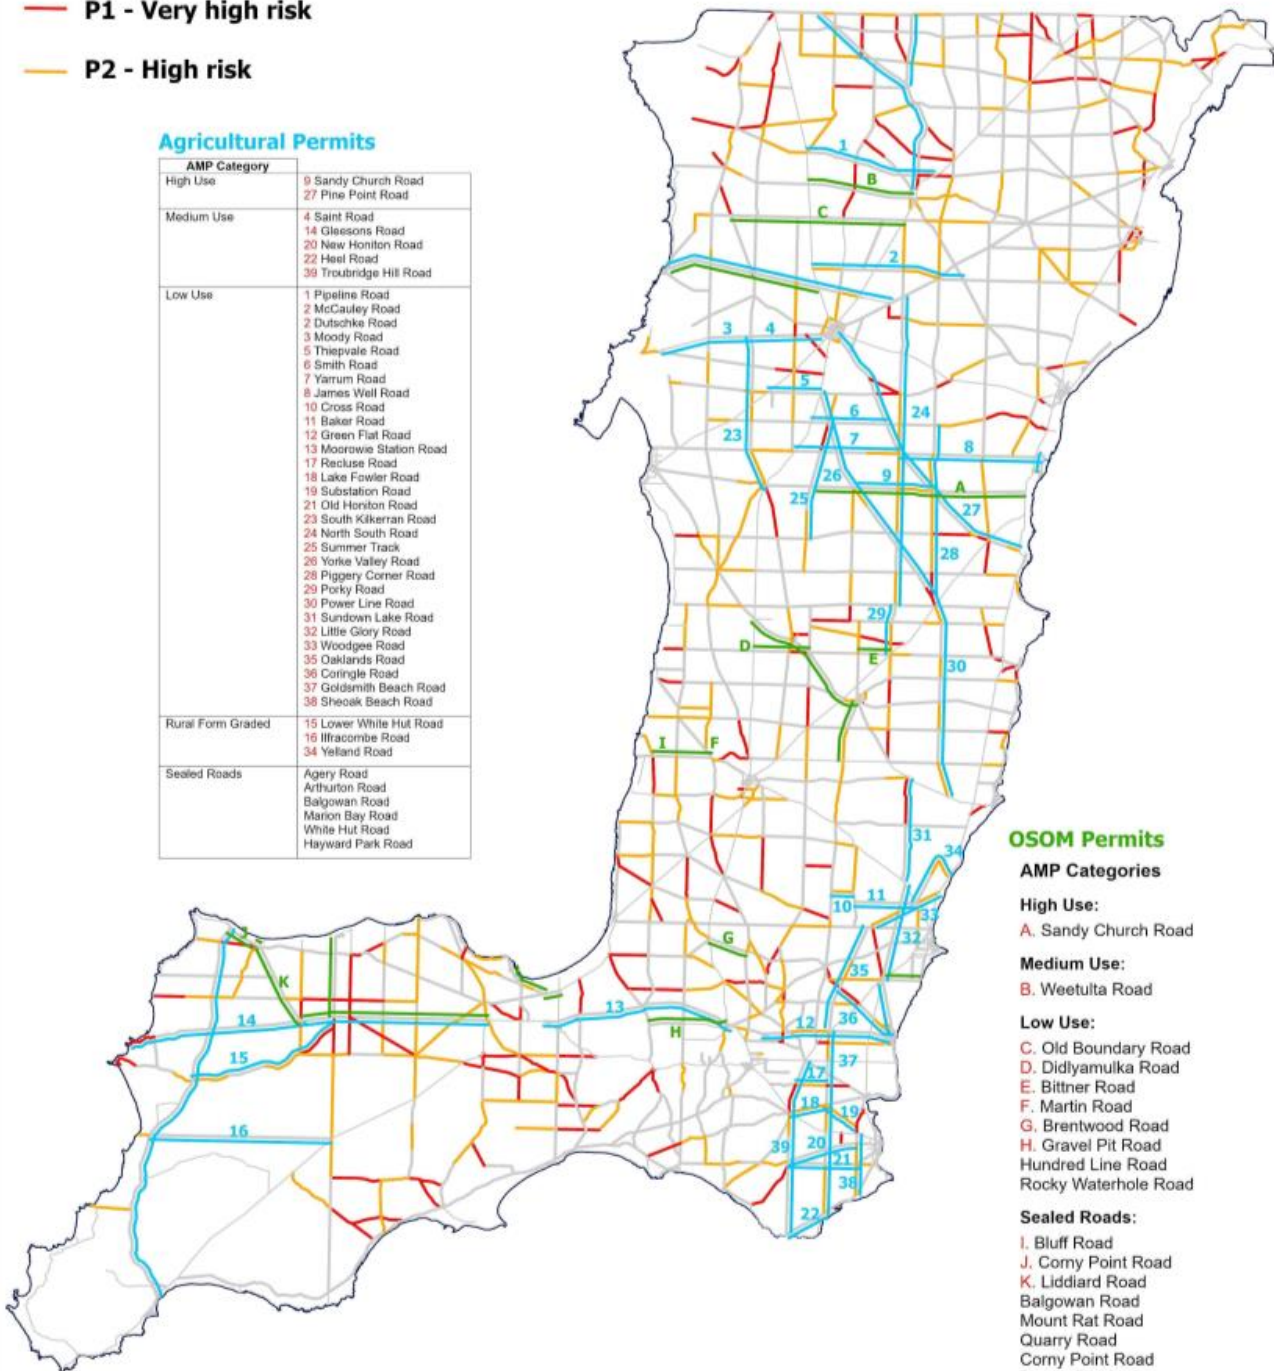 P1 - Very high risk
P2 - High risk
Agricultural Permits
AMP Category
High Use
9 Sandy Church Road
27 Pine Point Road
Medium Use
4 Saint Road
14 Gleesons Road
20 New Honiton Road
22 Heel Road
39 Troubridge Hill Road
Low Use
1 Pipeline Road
2 McCauley Road
2 Dutschke Road
3 Moody Road
5 Thiepvale Road
6 Smith Road
7 Yarrum Road
8 James Well Road
10 Cross Road
11 Baker Road
12 Green Flat Road
13 Moorowie Station Road
17 Recluse Road
18 Lake Fowler Road
19 Substation Road
21 Old Honiton Road
23 South Kilkerran Road
24 North South Road
25 Summer Track
26 Yorke Valley Road
28 Piggery Corner Road
29 Porky Road
30 Power Line Road
31 Sundown Lake Road
32 Little Glory Road
33 Woodgee Road
35 Oaklands Road
36 Coringle Road
37 Goldsmith Beach Road
38 Sheoak Beach Road
Rural Form Graded
15 Lower White Hut Road
16 Ilfracombe Road
34 Yelland Road
Sealed Roads
Agery Road
Arthurton Road
Balgowan Road
Marion Bay Road
White Hut Road
Hayward Park Road
1
B
C
2
3 4
5
6
24
23
7
8
26
9
A
25
27
28
29
D
E
30
I
F
31
34
11
10
33
32
G
35
J
K
13
36
14
12
H
15
37
17
18
19
16
20
39
21
38
22
OSOM Permits
AMP Categories
High Use:
A. Sandy Church Road
Medium Use:
B. Weetulta Road
Low Use:
C. Old Boundary Road
D. Didlyamulka Road
E. Bittner Road
F. Martin Road
G. Brentwood Road
H. Gravel Pit Road
Hundred Line Road
Rocky Waterhole Road
Sealed Roads:
I. Bluff Road
J. Corny Point Road
K. Liddiard Road
Balgowan Road
Mount Rat Road
Quarry Road
Corny Point Road